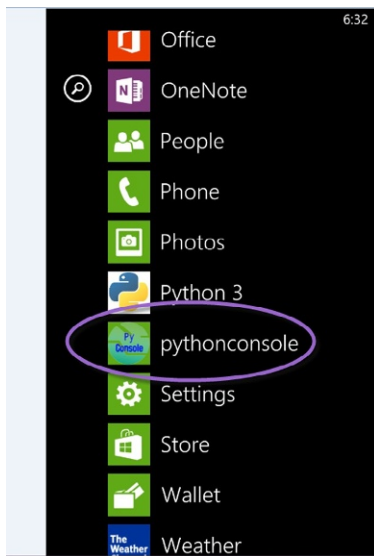 6:32
Office
N
OneNote
People
Phone
Photos
Python 3
Py
Console
pythonconsole
Settings
Store
Wallet
The
Weather
Weather